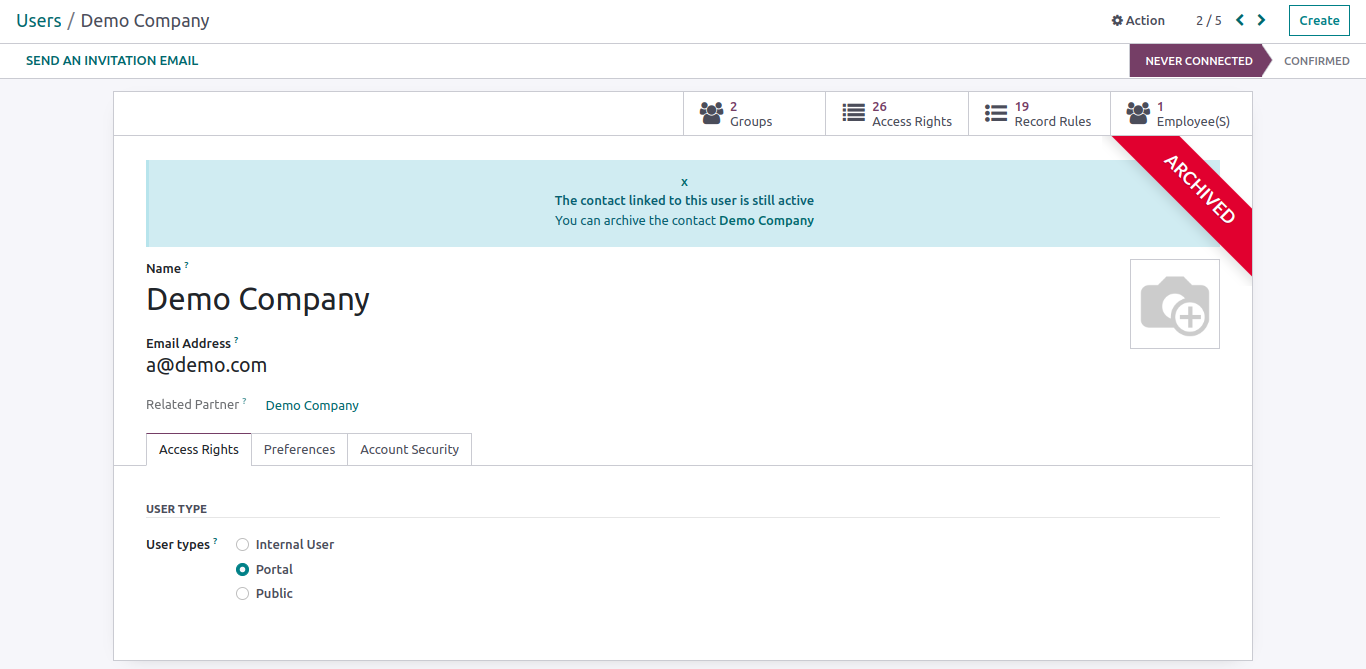 Users / Demo Company
Action
2 / 5
Create
SEND AN INVITATION EMAIL
NEVER CONNECTED
CONFIRMED
2
Groups
26
Access Rights
19
Record Rules
1
Employee(S)
ARCHIVED
x
The contact linked to this user is still active
You can archive the contact Demo Company
Name ?
Demo Company
Email Address ?
a@demo.com
Related Partner ? Demo Company
Access Rights
Preferences
Account Security
USER TYPE
User types ?
Internal User
Portal
Public